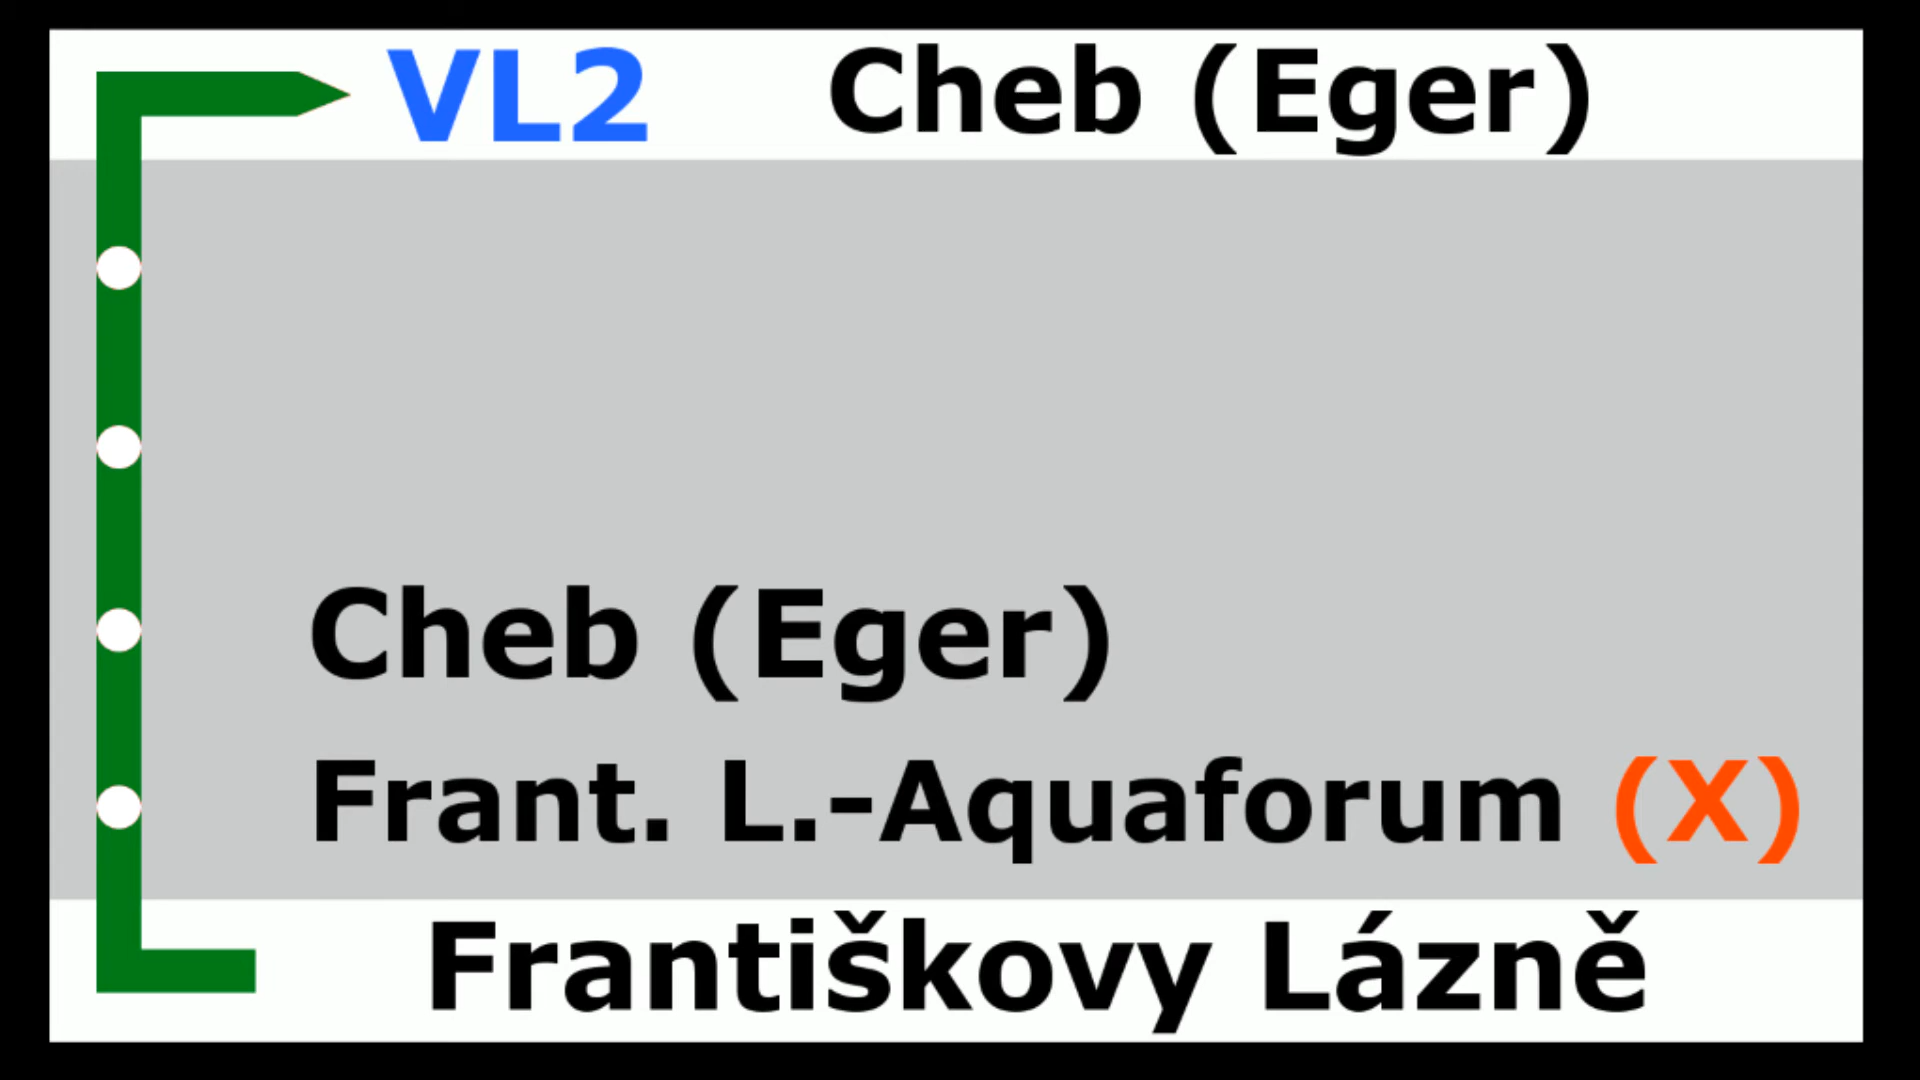 VL2 Cheb (Eger)
Cheb (Eger)
Frant. L.-Aquaforum (X)
Františkovy Lázně